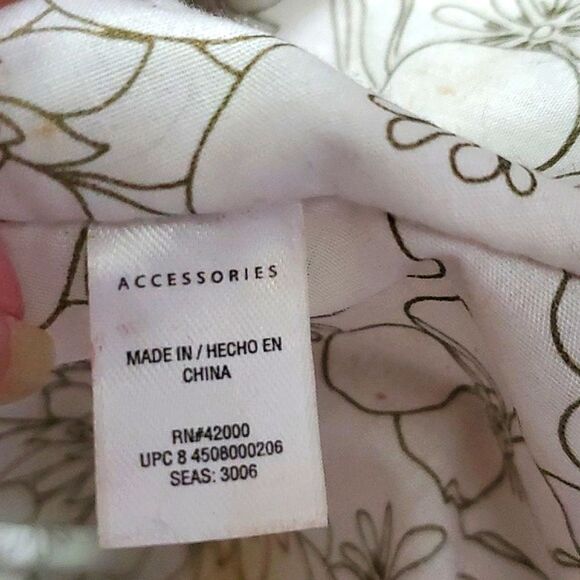 ACCESSORIES
MADE IN / HECHO EN
CHINA
RN#42000
UPC 8 4508000206
SEAS: 3006